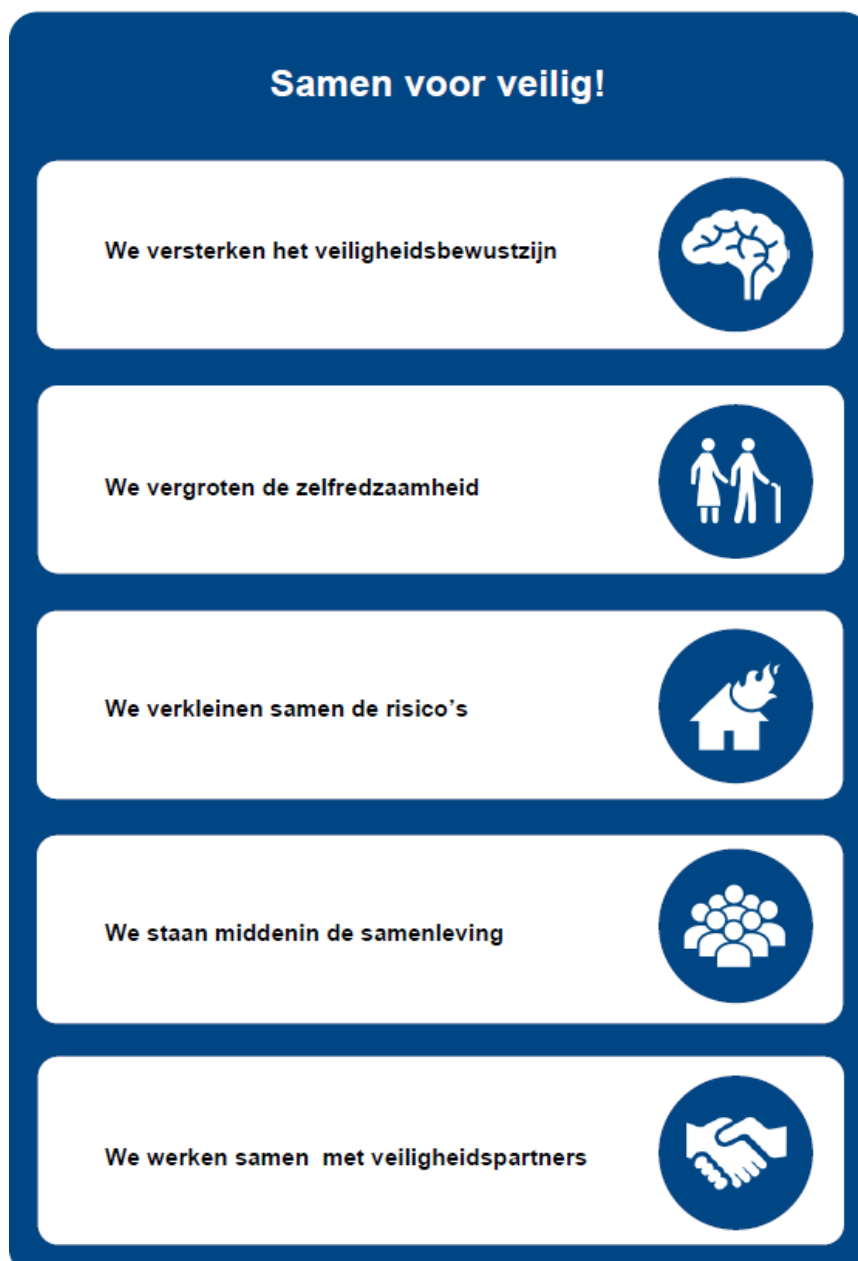 Samen voor veilig!
We versterken het veiligheidsbewustzijn
We vergroten de zelfredzaamheid
We verkleinen samen de risico’s
We staan middenin de samenleving
We werken samen  met veiligheidspartners